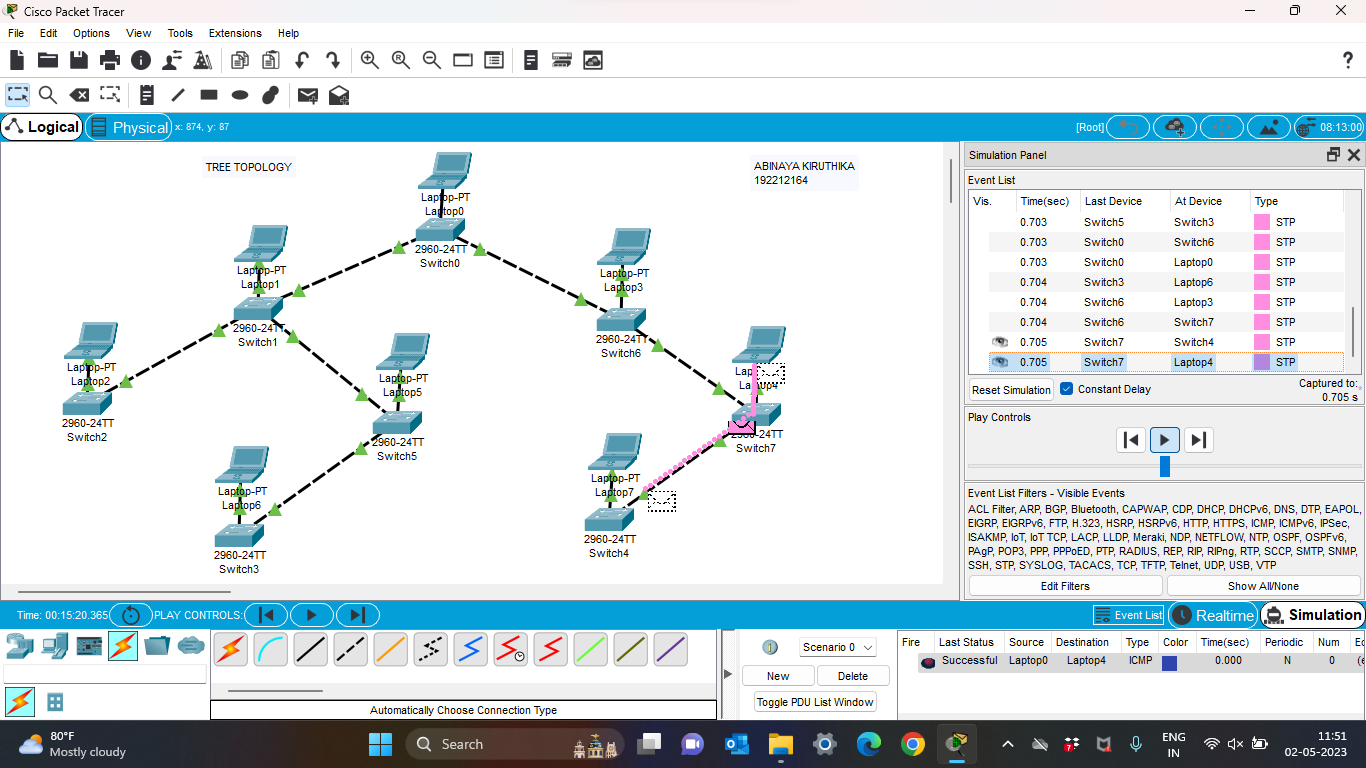 Cisco Packet Tracer
File Edit Options View Tools Extensions Help
?
Logical Physical x: 874, y: 87 [Root] 08:13:00
TREE TOPOLOGY
ABINAYA KIRUTHIKA
192212164
Laptop-PT
Laptop0
2960-24TT
Switch0
Laptop-PT
Laptop1
2960-24TT
Switch1
Laptop-PT
Laptop3
2960-24TT
Switch6
Laptop-PT
Laptop2
2960-24TT
Switch2
Laptop-PT
Laptop5
2960-24TT
Switch5
2960-24TT
Switch7
Laptop-PT
Laptop6
2960-24TT
Switch3
Laptop-PT
Laptop7
2960-24TT
Switch4
Simulation Panel
Event List
Vis. Time(sec) Last Device At Device Type
0.703 Switch5 Switch3 STP
0.703 Switch0 Switch6 STP
0.703 Switch0 Laptop0 STP
0.704 Switch3 Laptop6 STP
0.704 Switch6 Laptop3 STP
0.704 Switch6 Switch7 STP
0.705 Switch7 Switch4 STP
0.705 Switch7 Laptop4 STP
Reset Simulation Constant Delay Captured to:
0.705 s
Play Controls
Event List Filters - Visible Events
ACL Filter, ARP, BGP, Bluetooth, CAPWAP, CDP, DHCP, DHCPv6, DNS, DTP, EAPOL,
EIGRP, EIGRPv6, FTP, H.323, HSRP, HSRPv6, HTTP, HTTPS, ICMP, ICMPv6, IPSec,
ISAKMP, IoT, IoT TCP, LACP, LLDP, Meraki, NDP, NETFLOW, NTP, OSPF, OSPFv6,
PAgP, POP3, PPP, PPPoED, PTP, RADIUS, REP, RIP, RIPng, RTP, SCCP, SMTP, SNMP,
SSH, STP, SYSLOG, TACACS, TCP, TFTP, Telnet, UDP, USB, VTP
Edit Filters Show All/None
Time: 00:15:20.365 PLAY CONTROLS: Event List Realtime Simulation
Automatically Choose Connection Type
Scenario 0
New Delete
Toggle PDU List Window
Fire Last Status Source Destination Type Color Time(sec) Periodic Num
Successful Laptop0 Laptop4 ICMP 0.000 N 0 (e
80°F
Mostly cloudy
Search
ENG
IN
11:51
02-05-2023